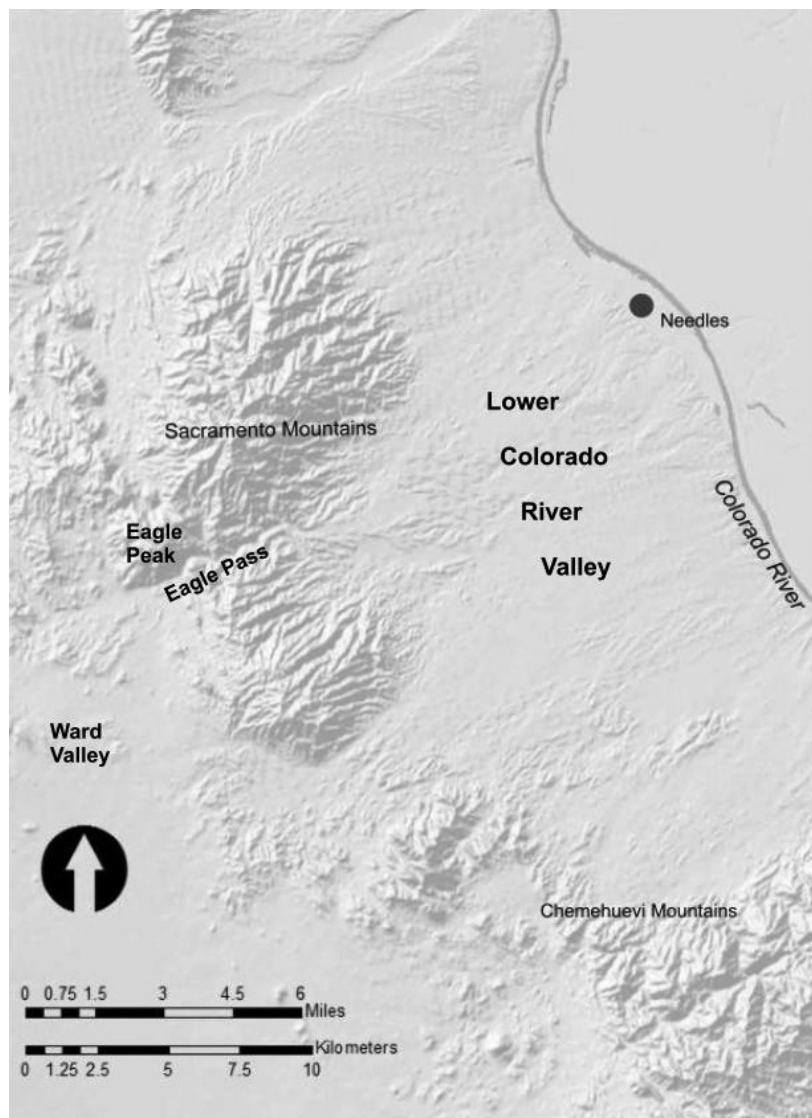 Needles
Lower
Colorado
River
Valley
Sacramento Mountains
Colorado River
Eagle
Peak
Eagle Pass
Ward
Valley
Chemehuevi Mountains
0 0.75 1.5 3 4.5 6
Miles
Kilometers
0 1.25 2.5 5 7.5 10